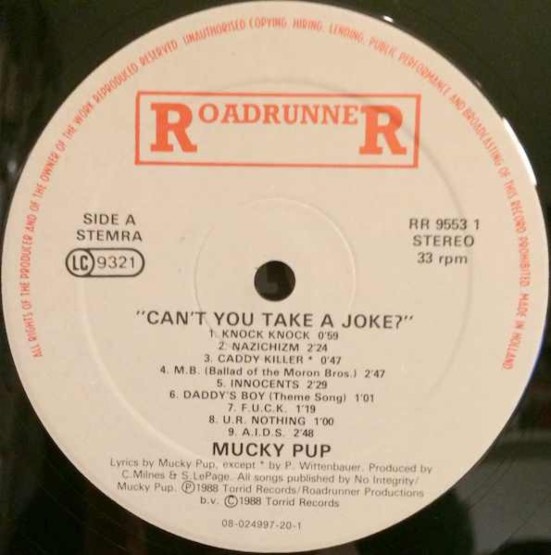 ALL RIGHTS OF THE PRODUCER AND OF THE OWNER OF THE WORK REPRODUCED RESERVED. UNAUTHORISED COPYING, HIRING, LENDING, PUBLIC PERFORMANCE AND BROADCASTING OF THIS RECORD PROHIBITED. MADE IN HOLLAND
ROADRUNNER
SIDE A
STEMRA
LC 9321
RR 9553 1
STEREO
33 rpm
"CAN'T YOU TAKE A JOKE?"
1. KNOCK KNOCK 0'59
2. NAZICHIZM 2'24
3. CADDY KILLER * 0'47
4. M.B. (Ballad of the Moron Bros.) 2'47
5. INNOCENTS 2'29
6. DADDY'S BOY (Theme Song) 1'01
7. F.U.C.K. 1'19
8. U.R. NOTHING 1'00
9. A.I.D.S. 2'48
MUCKY PUP
Lyrics by Mucky Pup, except * by P. Wittenbauer. Produced by
C.Milnes & S.LePage. All songs published by No Integrity/
Mucky Pup. Ⓟ1988 Torrid Records/Roadrunner Productions
b.v. ©1988 Torrid Records
08-024997-20-1